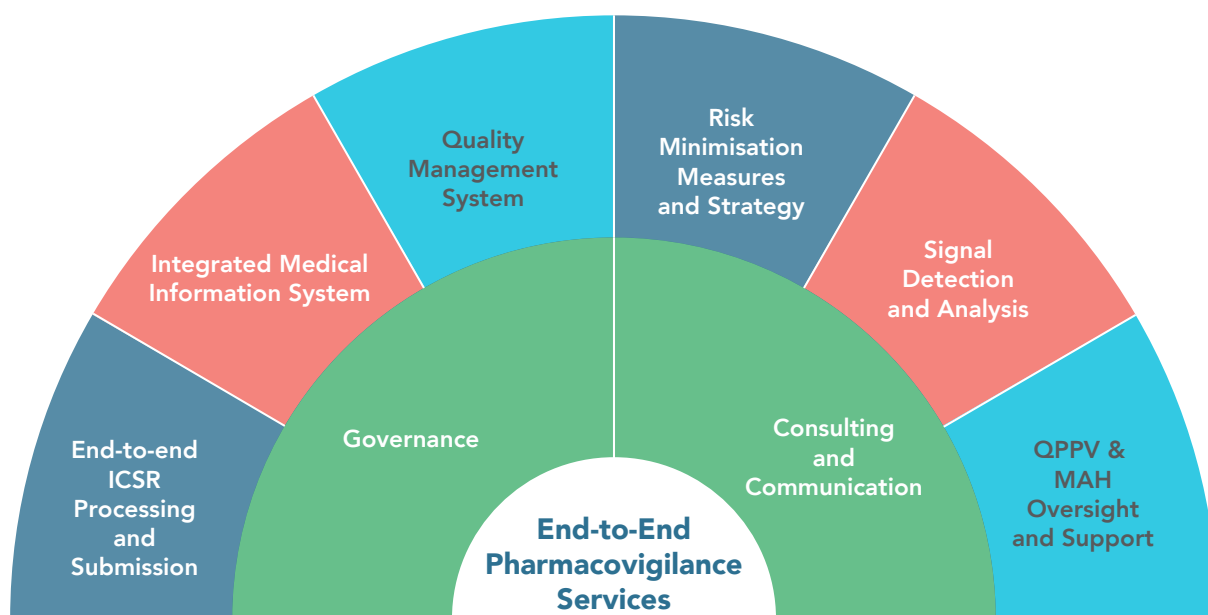 Quality
Management
System
Risk
Minimisation
Measures
and Strategy
Integrated Medical
Information System
Signal
Detection
and Analysis
End-to-end
ICSR
Processing
and
Submission
Governance
Consulting
and
Communication
QPPV &
MAH
Oversight
and Support
End-to-End
Pharmacovigilance
Services